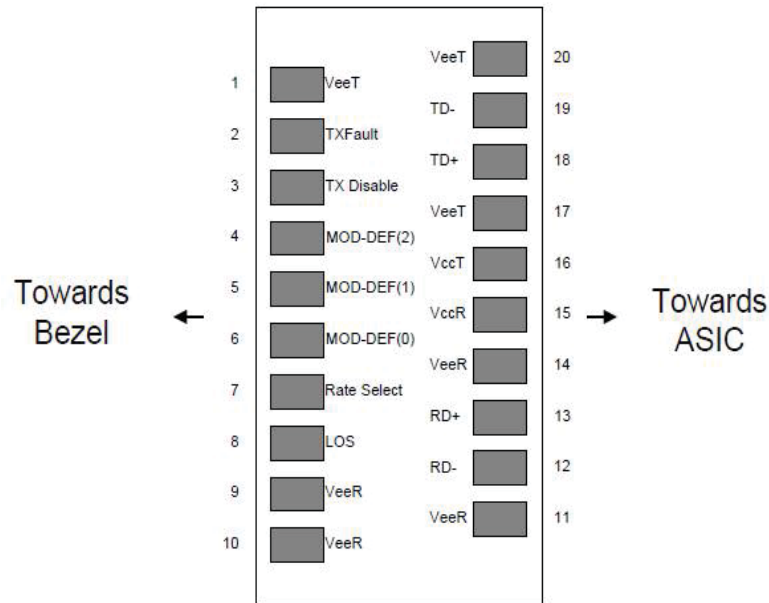 VeeT 20
1 VeeT
TD- 19
2 TXFault
TD+ 18
3 TX Disable
VeeT 17
4 MOD-DEF(2)
VccT 16
5 MOD-DEF(1)
Towards
Bezel
VccR 15
Towards
ASIC
6 MOD-DEF(0)
VeeR 14
7 Rate Select
RD+ 13
8 LOS
RD- 12
9 VeeR
VeeR 11
10 VeeR